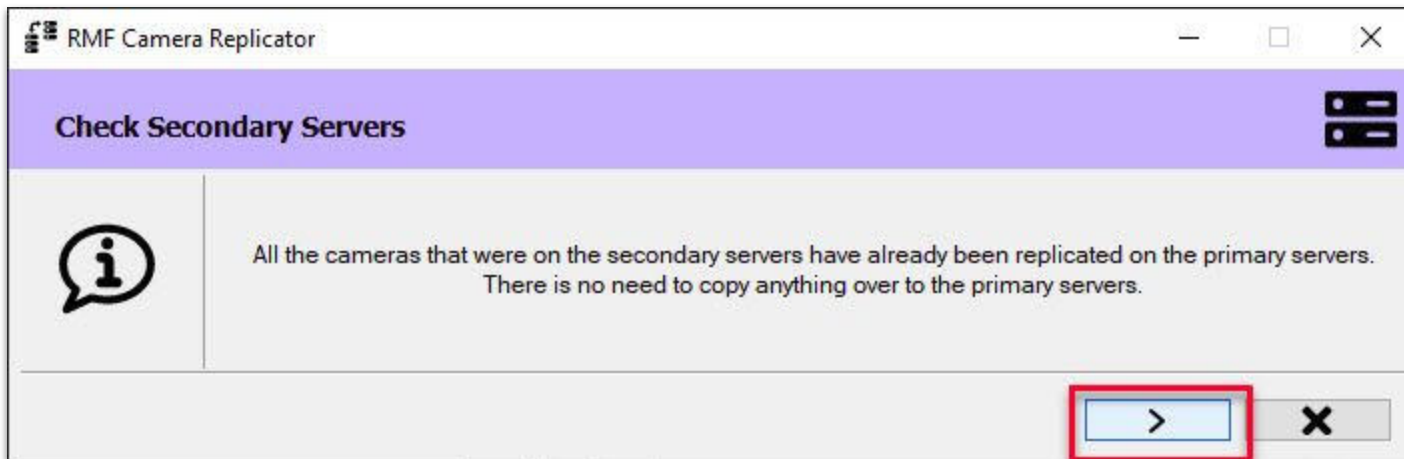 RMF Camera Replicator
Check Secondary Servers
All the cameras that were on the secondary servers have already been replicated on the primary servers.
There is no need to copy anything over to the primary servers.